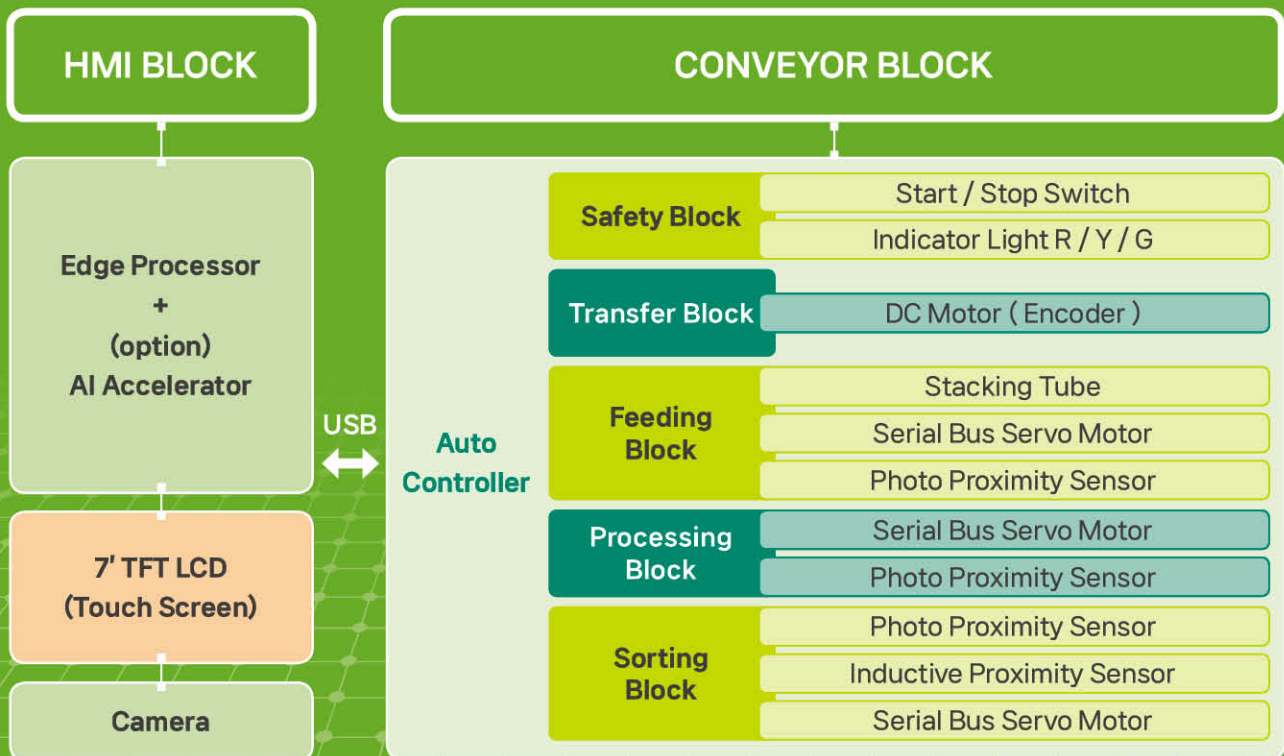 HMI BLOCK
Edge Processor
+
(option)
AI Accelerator
7' TFT LCD
(Touch Screen)
Camera
USB
CONVEYOR BLOCK
Auto
Controller
Safety Block
Start / Stop Switch
Indicator Light R / Y / G
Transfer Block
DC Motor ( Encoder )
Feeding
Block
Stacking Tube
Serial Bus Servo Motor
Photo Proximity Sensor
Processing
Block
Serial Bus Servo Motor
Photo Proximity Sensor
Sorting
Block
Photo Proximity Sensor
Inductive Proximity Sensor
Serial Bus Servo Motor